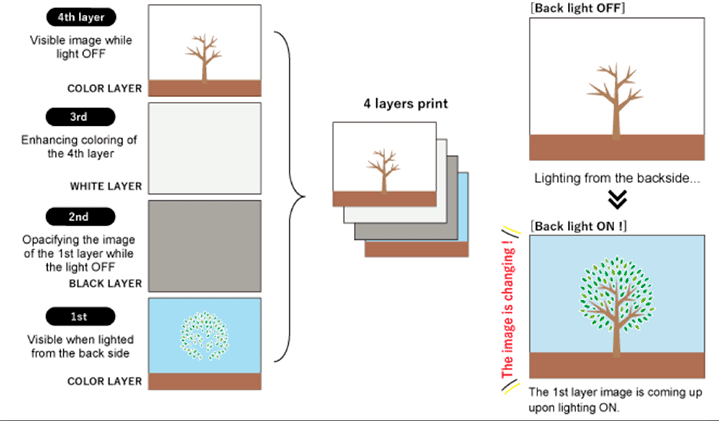 4th layer
Visible image while
light OFF
COLOR LAYER
3rd
Enhancing coloring of
the 4th layer
WHITE LAYER
2nd
Opacifying the image
of the 1st layer while
the light OFF
BLACK LAYER
1st
Visible when lighted
from the back side
COLOR LAYER
4 layers print
[Back light OFF]
Lighting from the backside...
[Back light ON !]
The image is changing !
The 1st layer image is coming up
upon lighting ON.